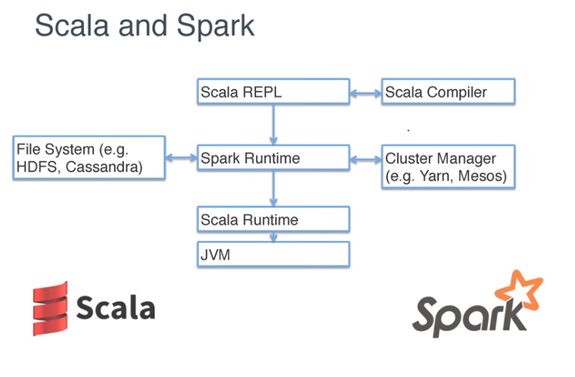 Scala and Spark
Scala REPL
Scala Compiler
File System (e.g.
HDFS, Cassandra)
Spark Runtime
Cluster Manager
(e.g. Yarn, Mesos)
Scala Runtime
JVM
Scala
Spark